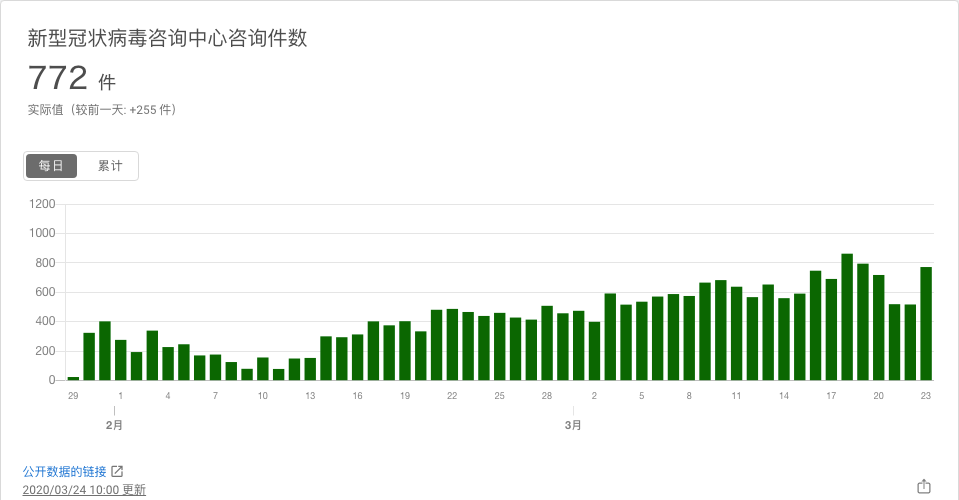 新型冠状病毒咨询中心咨询件数
772 件
实际值（较前一天: +255 件）
每日 累计
1200
1000
800
600
400
200
0
29 1 4 7 10 13 16 19 22 25 28 2 5 8 11 14 17 20 23
2月 3月
公开数据的链接
2020/03/24 10:00 更新